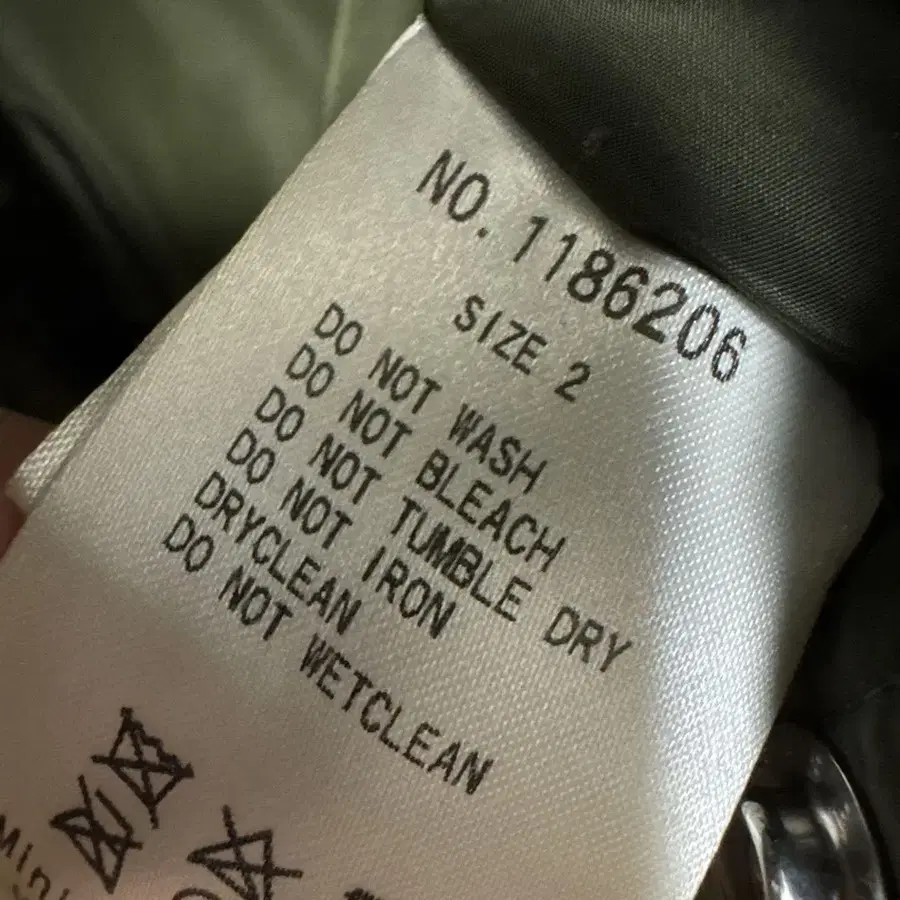 NO. 1186206
SIZE 2
DO NOT WASH
DO NOT BLEACH
DO NOT TUMBLE DRY
DO NOT IRON
DRYCLEAN
DO NOT WETCLEAN